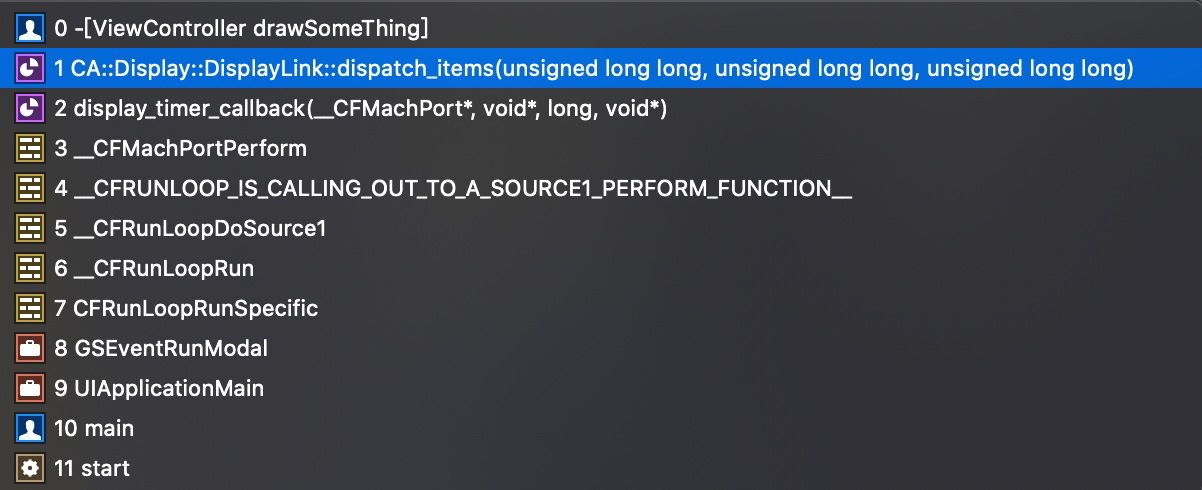 0 -[ViewController drawSomeThing]
1 CA::Display::DisplayLink::dispatch_items(unsigned long long, unsigned long long, unsigned long long)
2 display_timer_callback(__CFMachPort*, void*, long, void*)
3 __CFMachPortPerform
4 __CFRUNLOOP_IS_CALLING_OUT_TO_A_SOURCE1_PERFORM_FUNCTION__
5 __CFRunLoopDoSource1
6 __CFRunLoopRun
7 CFRunLoopRunSpecific
8 GSEventRunModal
9 UIApplicationMain
10 main
11 start